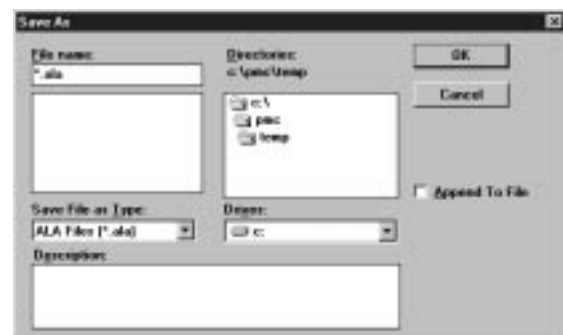 Save As
File name:
*.ala
Directories:
c:\pmc\temp
c:\
pmc
temp
OK
Cancel
Append To File
Save File as Type:
ALA Files (*.ala)
Drives:
c:
Description: